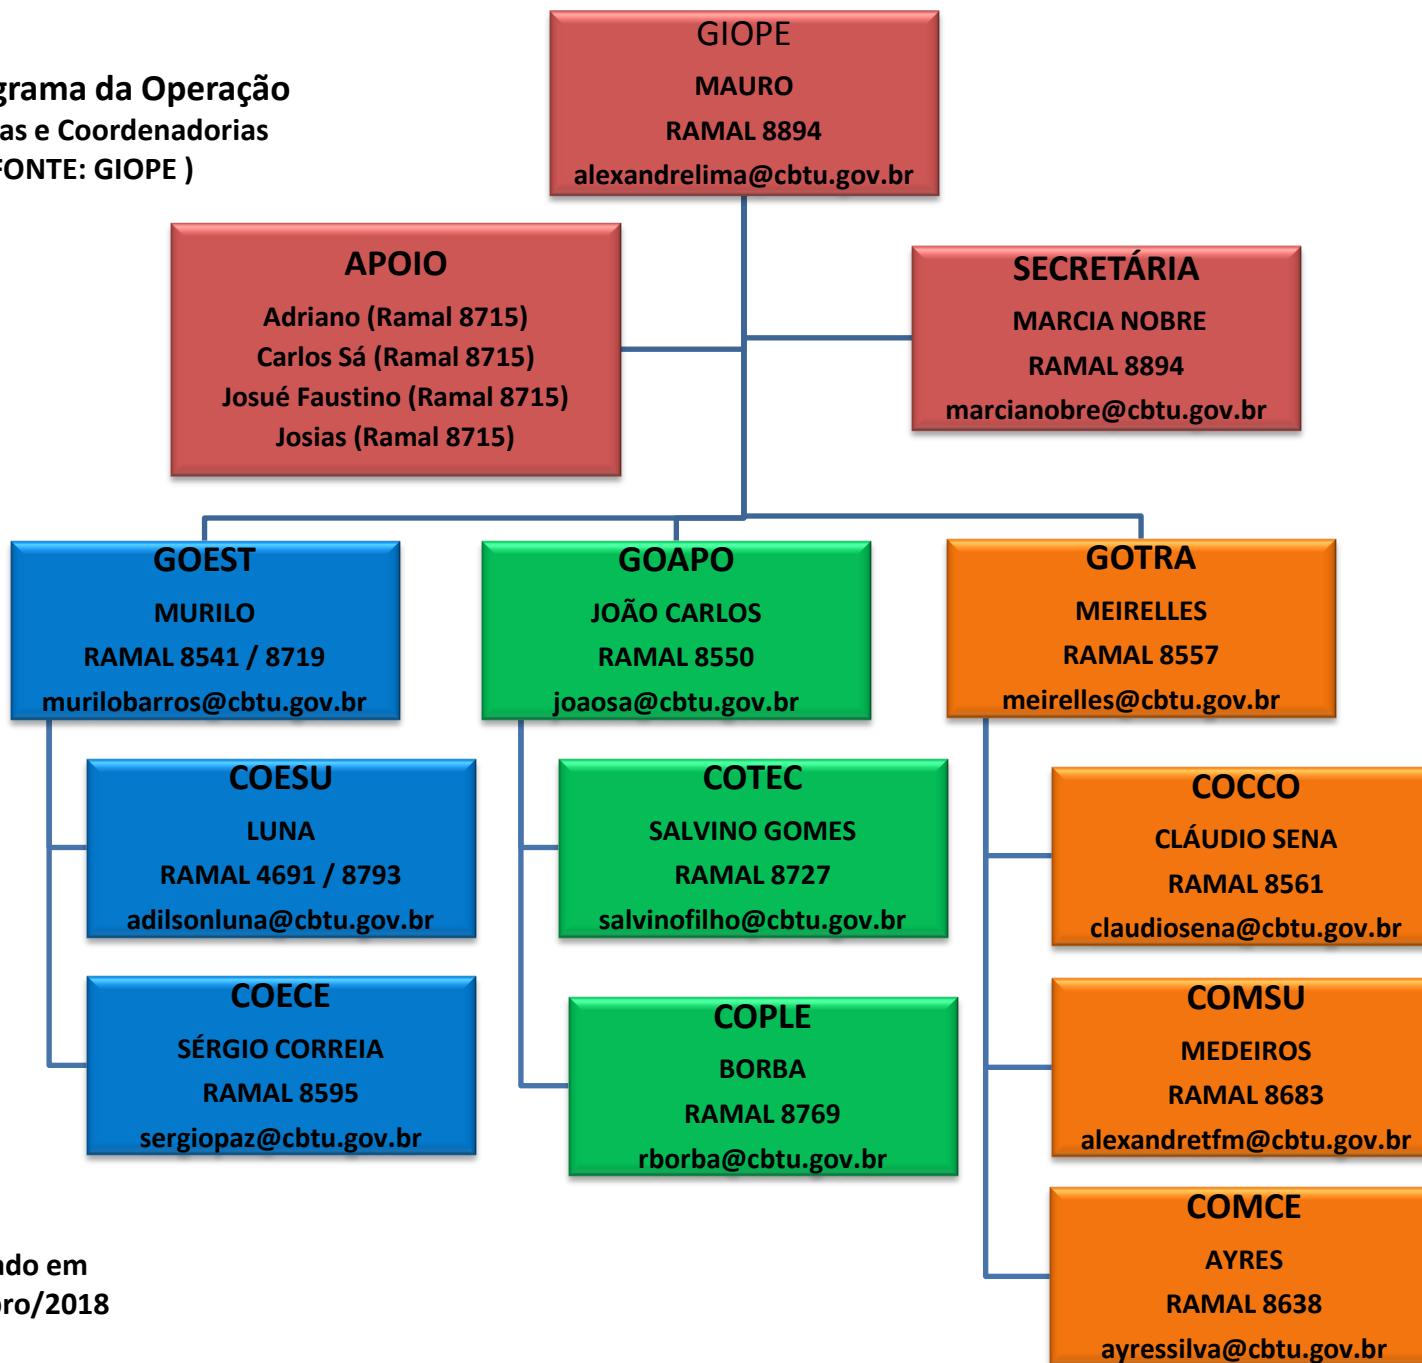 GIOPE
MAURO
RAMAL 8894
alexandrelima@cbtu.gov.br
grama da Operação
as e Coordenadorias
FONTE: GIOPE )
APOIO
Adriano (Ramal 8715)
Carlos Sá (Ramal 8715)
Josué Faustino (Ramal 8715)
Josias (Ramal 8715)
SECRETÁRIA
MARCIA NOBRE
RAMAL 8894
marcianobre@cbtu.gov.br
GOEST
MURILO
RAMAL 8541 / 8719
murilobarros@cbtu.gov.br
COESU
LUNA
RAMAL 4691 / 8793
adilsonluna@cbtu.gov.br
COECE
SÉRGIO CORREIA
RAMAL 8595
sergiopaz@cbtu.gov.br
GOAPO
JOÃO CARLOS
RAMAL 8550
joaosa@cbtu.gov.br
COTEC
SALVINO GOMES
RAMAL 8727
salvinofilho@cbtu.gov.br
COPLE
BORBA
RAMAL 8769
rborba@cbtu.gov.br
GOTRA
MEIRELLES
RAMAL 8557
meirelles@cbtu.gov.br
COCCO
CLÁUDIO SENA
RAMAL 8561
claudiosena@cbtu.gov.br
COMSU
MEDEIROS
RAMAL 8683
alexandretfm@cbtu.gov.br
COMCE
AYRES
RAMAL 8638
ayressilva@cbtu.gov.br
do em
ro/2018